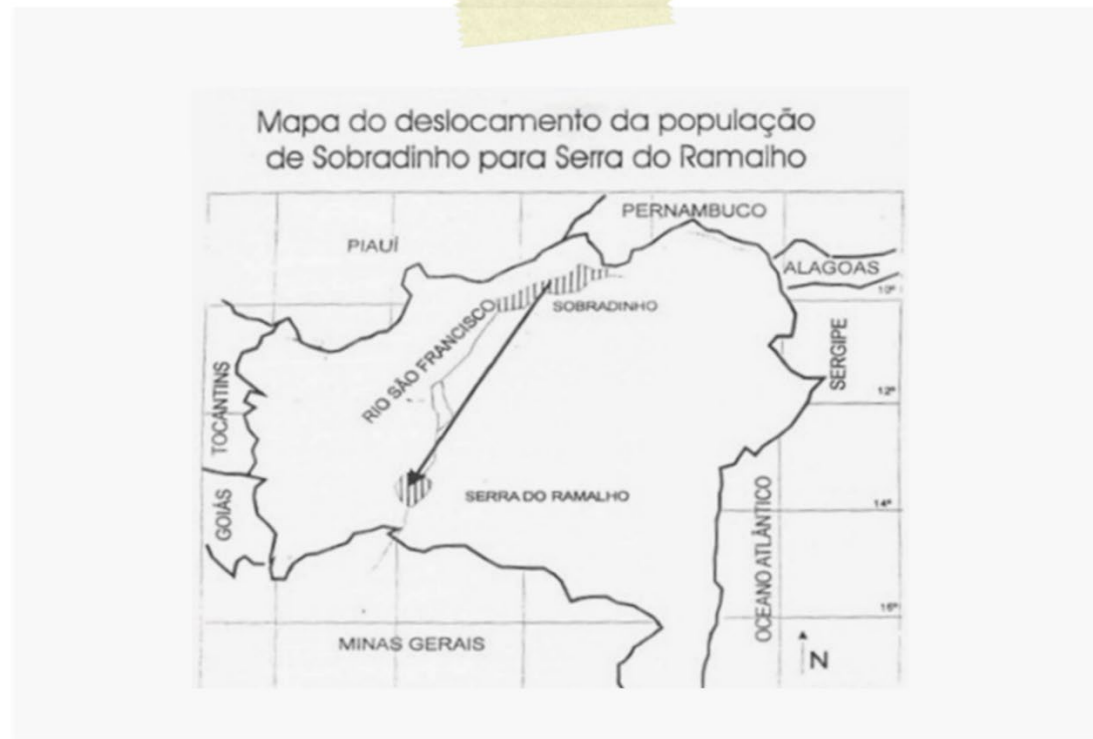 Mapa do deslocamento da população
de Sobradinho para Serra do Ramalho
PERNAMBUCO
PIAUÍ
ALAGOAS
10º
SOBRADINHO
RIO SÃO FRANCISCO
SERGIPE
TOCANTINS
12º
SERRA DO RAMALHO
14º
GOIÁS
OCEANO ATLÂNTICO
16º
MINAS GERAIS
N